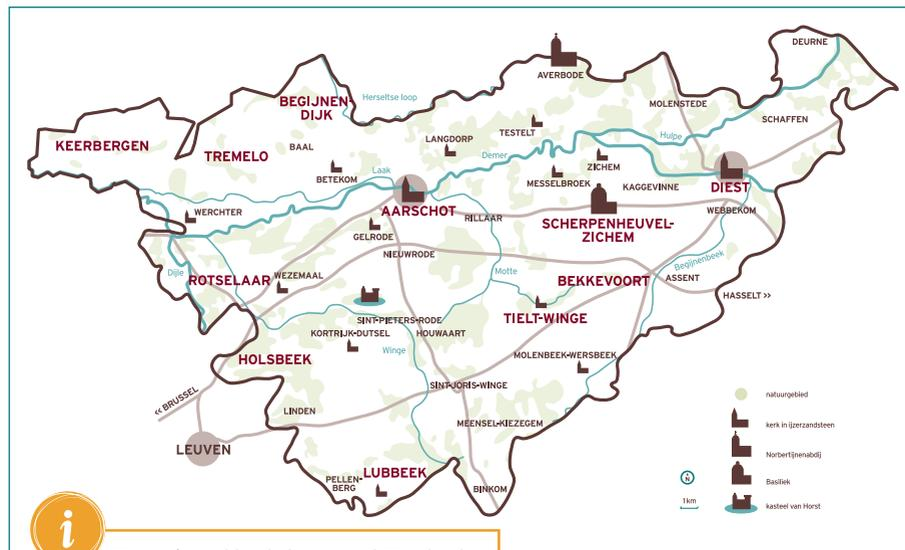 DEURNE
AVERBODE
BEGIJNEN-
DIJK
Herseltse loop
MOLENSTEDE
SCHAFFEN
KEERBERGEN
TREMELO
BAAL
LANGDORP
TESTELT
Hulpe
Demer
ZICHEM
BETEKOM
Laak
MESSELBROEK
KAGGEVINNE
DIEST
WERCHTER
AARSCHOT
RILLAAR
SCHERPENHEUVEL-
ZICHEM
WEBBEKOM
GELRODE
NIEUWRODE
Begijnenbeek
Dijle
ROTSELAAR
WEZEMAAL
Motte
BEKKEVOORT
ASSENT
HASSELT >>
SINT-PIETERS-RODE
TIELT-WINGE
KORTRIJK-DUTSEL
HOUWAART
Winge
HOLSBEEK
MOLENBEEK-WERSBEEK
SINT-JORIS-WINGE
<< BRUSSEL
LINDEN
MEENSEL-KIEZEGEM
LEUVEN
LUBBEEK
PELLEN-
BERG
BINKOM
natuurgebied
kerk in ijzerzandsteen
Norbertijnenabdij
Basiliek
kasteel van Horst
N
1 km
i